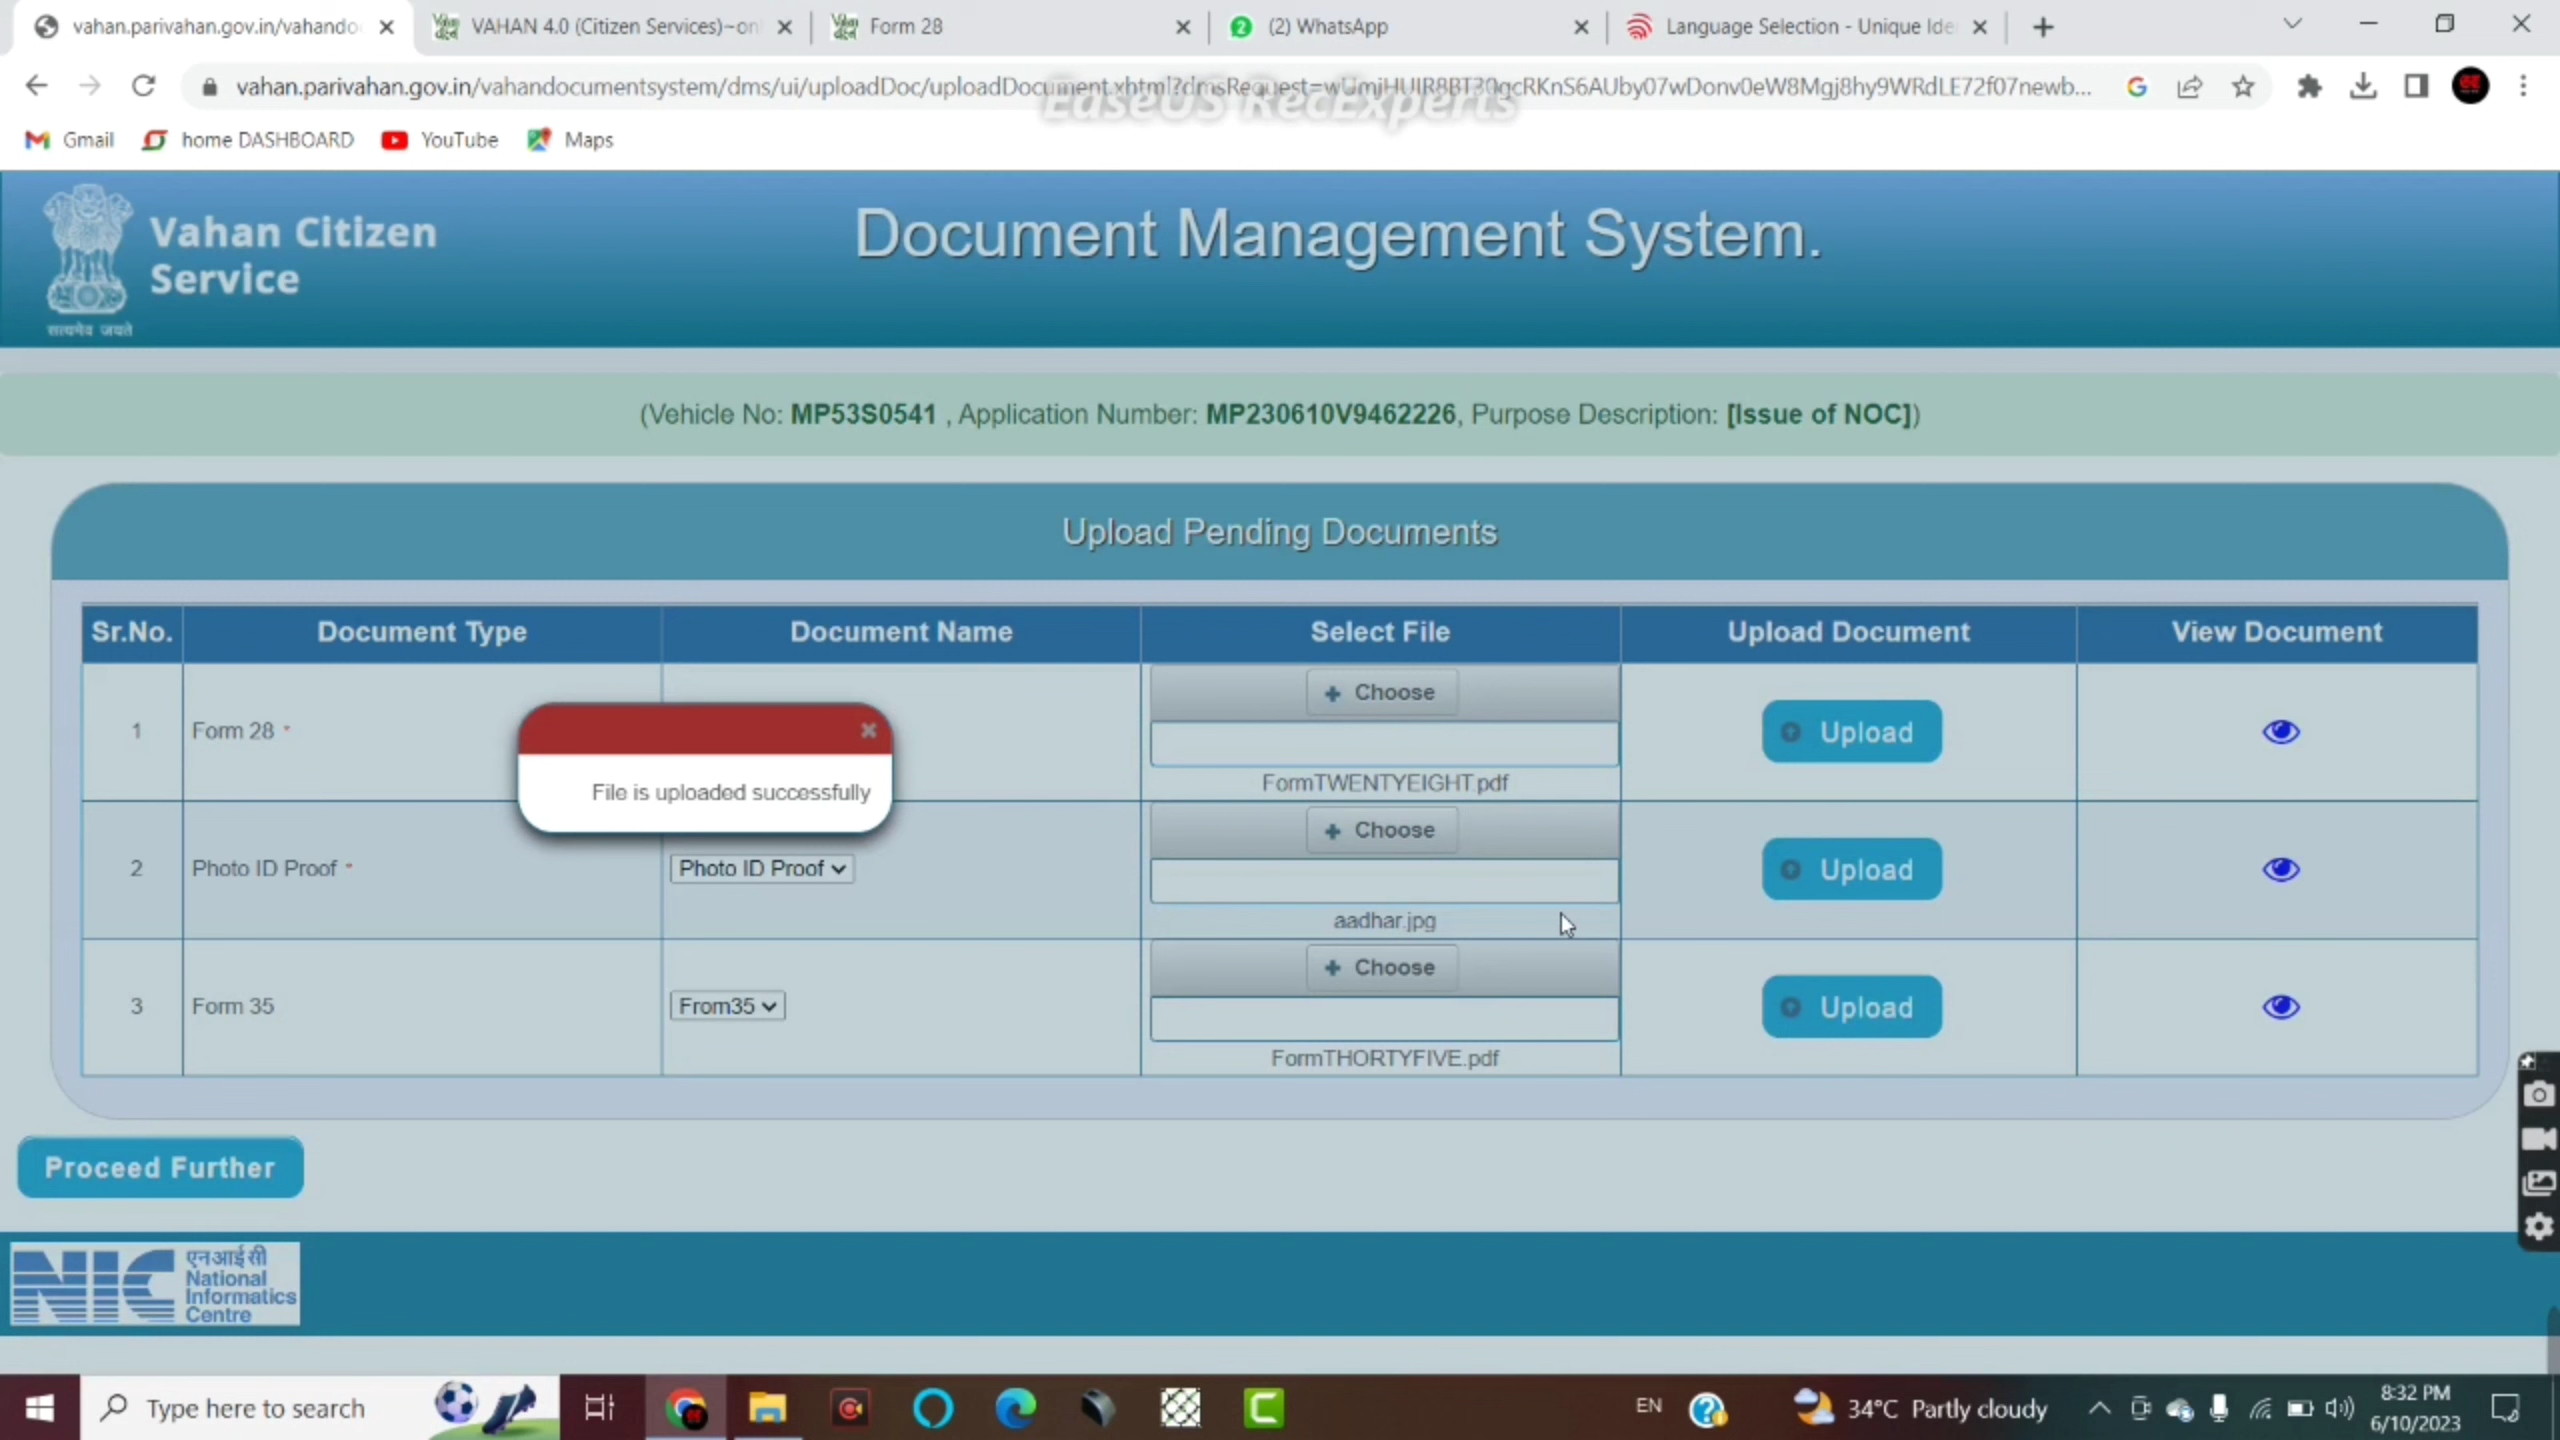 vahan.parivahan.gov.in/vahando
VAHAN 4.0 (Citizen Services)~on
Form 28
(2) WhatsApp
Language Selection - Unique Ide
vahan.parivahan.gov.in/vahandocumentsystem/dms/ui/uploadDoc/uploadDocument.xhtml?dmsRequest=
EaseUS RecExperts
Gmail
home DASHBOARD
YouTube
Maps
Vahan Citizen
Service
सत्यमेव जयते
Document Management System.
(Vehicle No: MP53S0541 , Application Number: MP230610V9462226, Purpose Description: [Issue of NOC])
Upload Pending Documents
Sr.No. Document Type Document Name Select File Upload Document View Document
1 Form 28 * Choose Upload
FormTWENTYEIGHT.pdf
File is uploaded successfully
2 Photo ID Proof * Photo ID Proof Choose Upload
aadhar.jpg
3 Form 35 From35 Choose Upload
FormTHORTYFIVE.pdf
Proceed Further
NIC
एनआईसी
National
Informatics
Centre
Type here to search
EN
34°C Partly cloudy
8:32 PM
6/10/2023